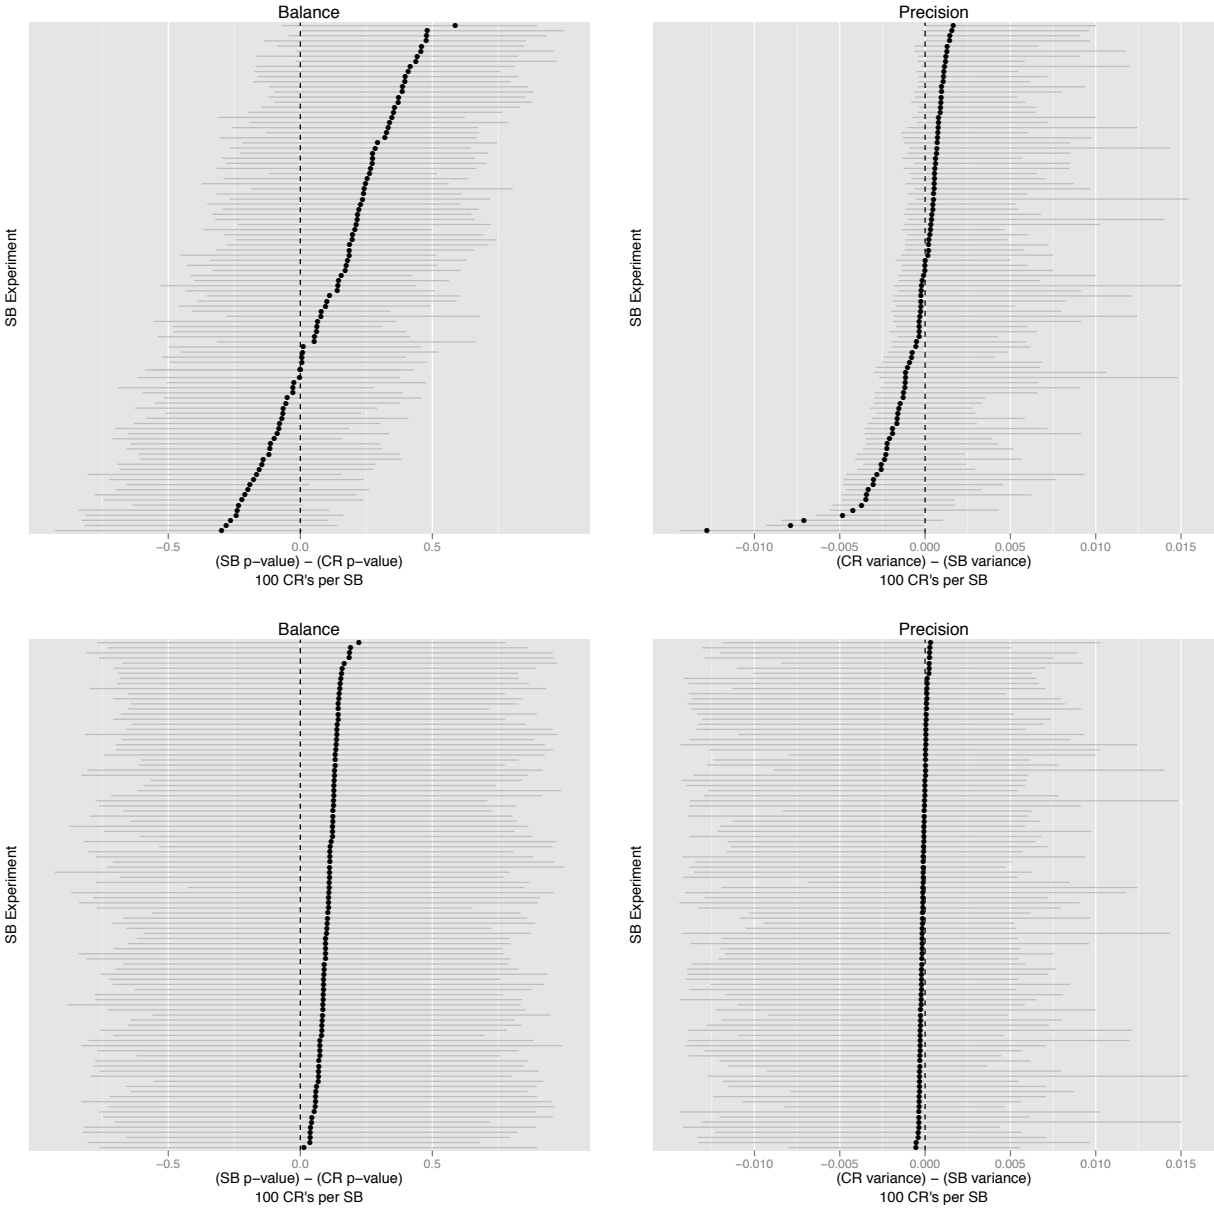 Balance
SB Experiment
−0.5 0.0 0.5
(SB p−value) − (CR p−value)
100 CR's per SB
Precision
SB Experiment
−0.010 −0.005 0.000 0.005 0.010 0.015
(CR variance) − (SB variance)
100 CR's per SB
Balance
SB Experiment
−0.5 0.0 0.5
(SB p−value) − (CR p−value)
100 CR's per SB
Precision
SB Experiment
−0.010 −0.005 0.000 0.005 0.010 0.015
(CR variance) − (SB variance)
100 CR's per SB